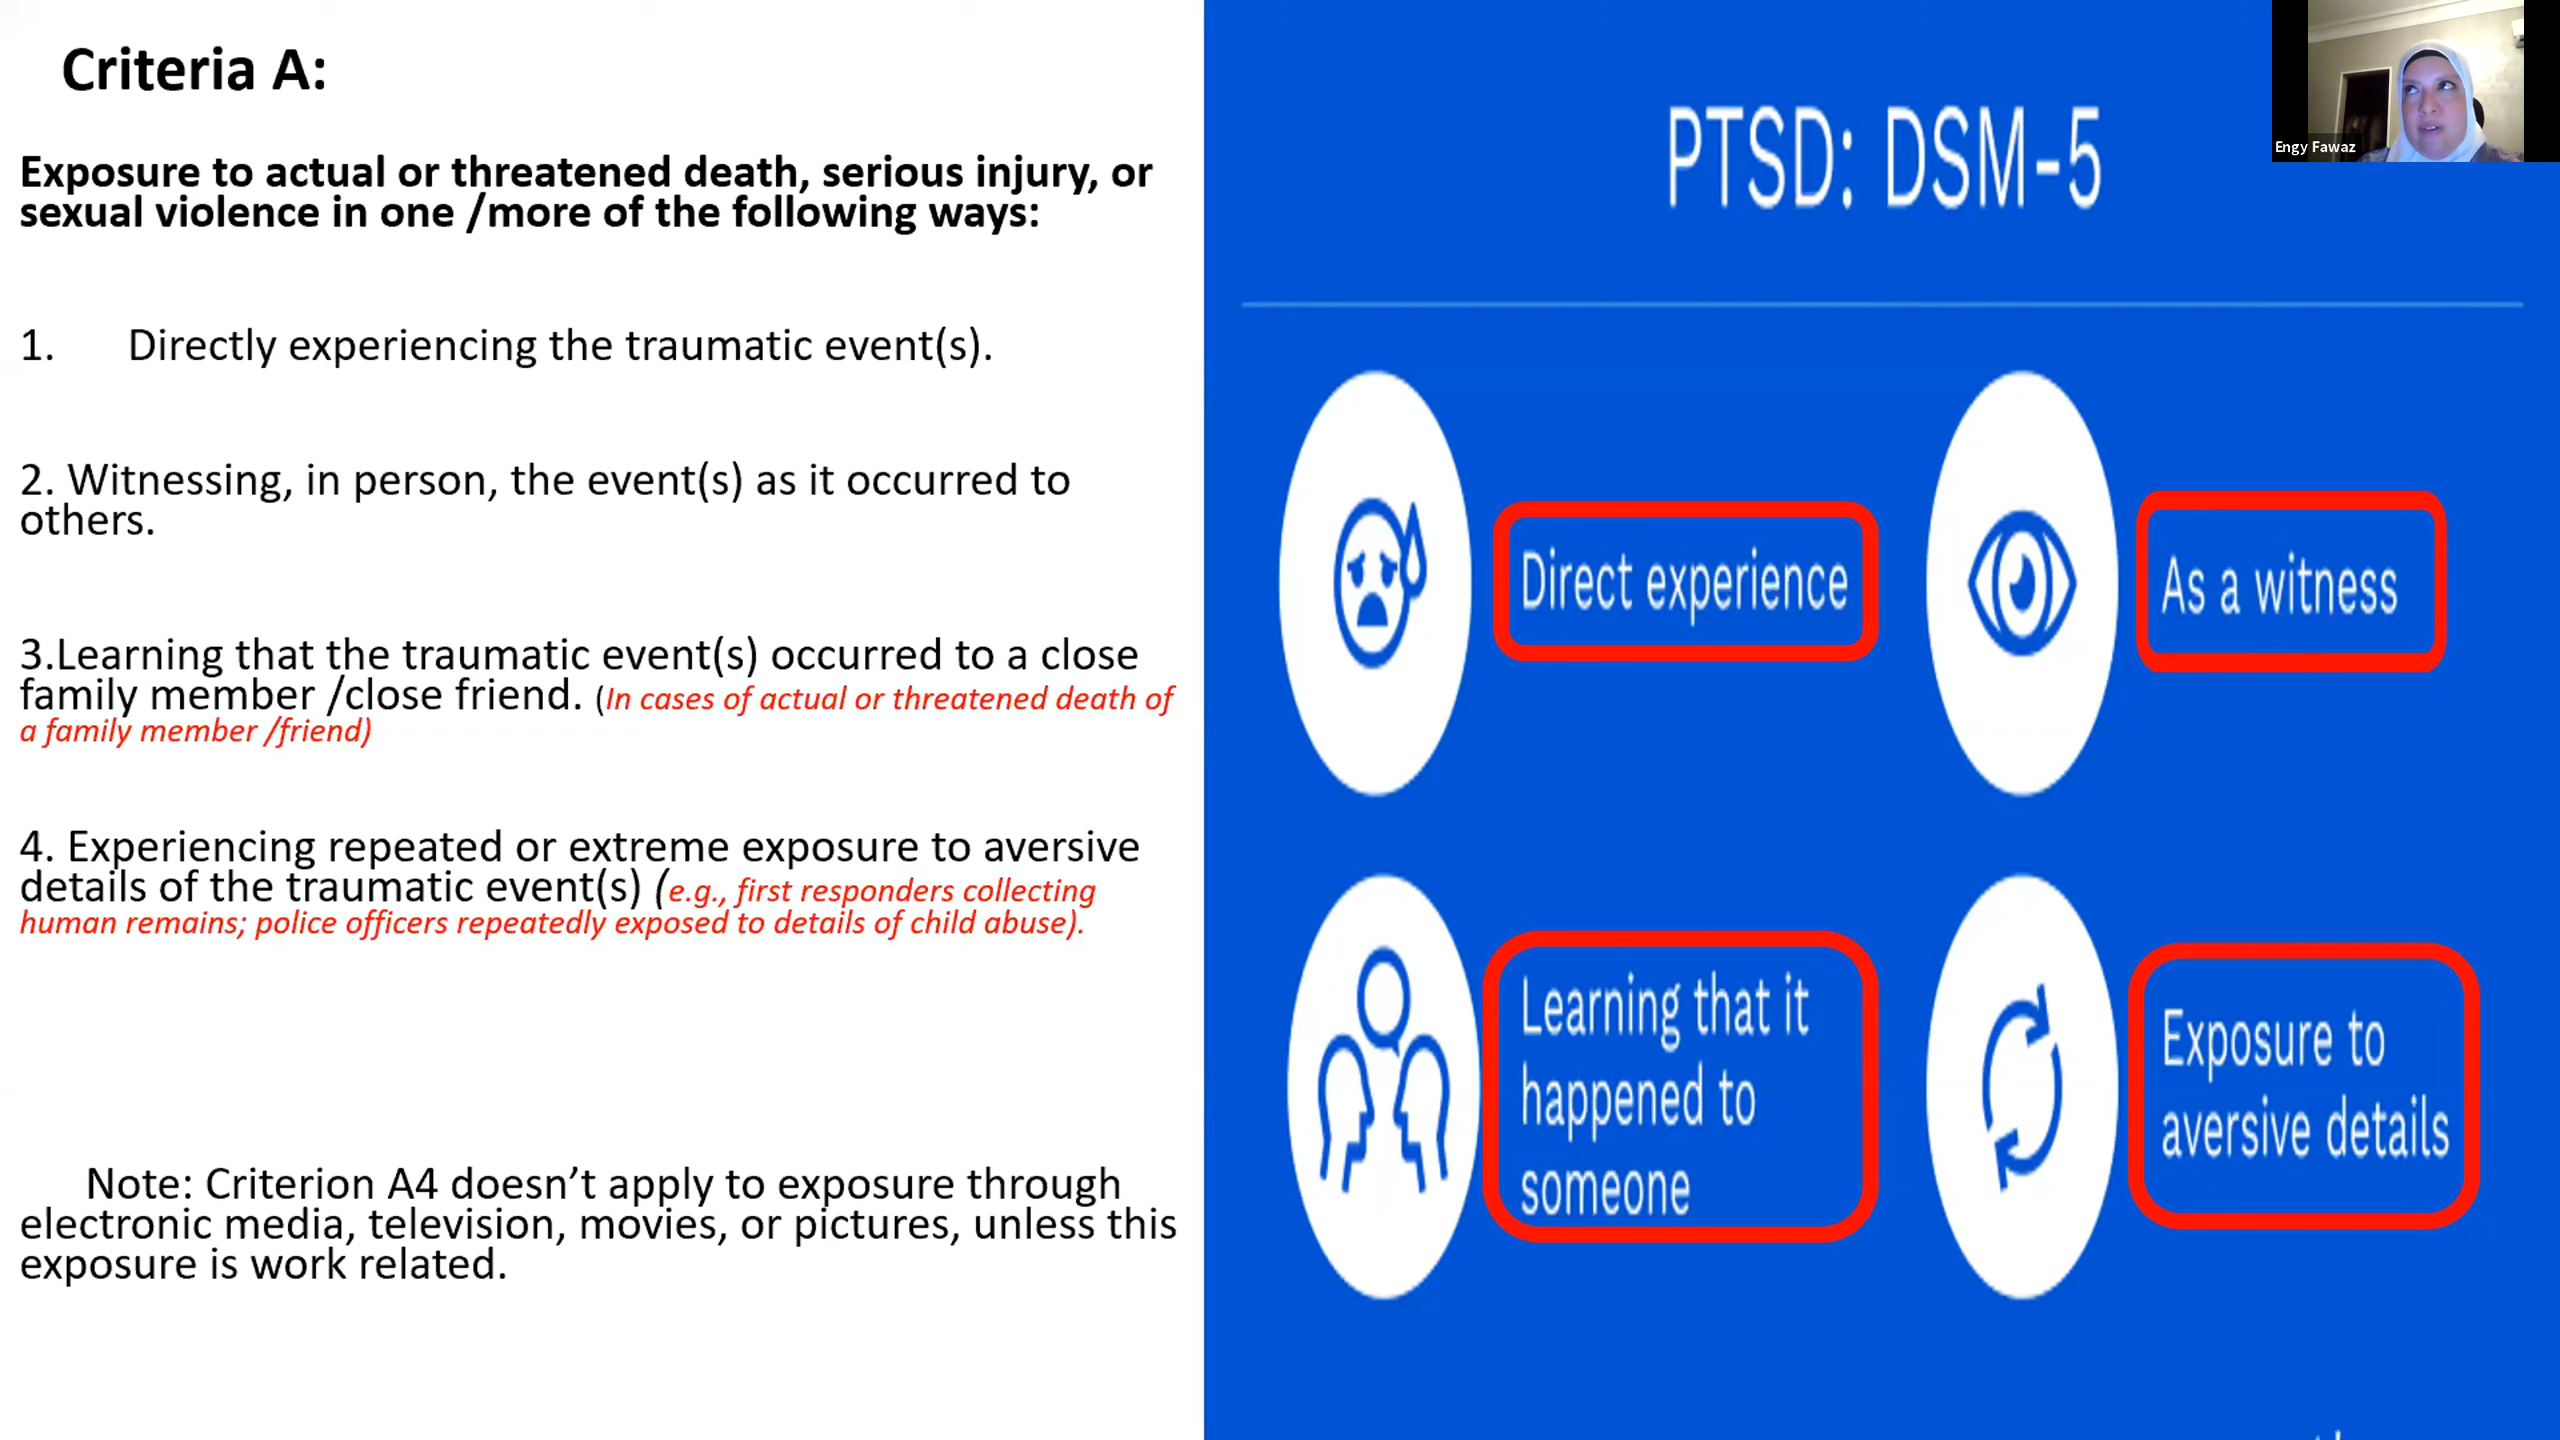 Criteria A:
Exposure to actual or threatened death, serious injury, or
sexual violence in one /more of the following ways:
1. Directly experiencing the traumatic event(s).
2. Witnessing, in person, the event(s) as it occurred to
others.
3.Learning that the traumatic event(s) occurred to a close
family member /close friend. (In cases of actual or threatened death of
a family member /friend)
4. Experiencing repeated or extreme exposure to aversive
details of the traumatic event(s) (e.g., first responders collecting
human remains; police officers repeatedly exposed to details of child abuse).
Note: Criterion A4 doesn’t apply to exposure through
electronic media, television, movies, or pictures, unless this
exposure is work related.
PTSD: DSM-5
Direct experience
As a witness
Learning that it
happened to
someone
Exposure to
aversive details
Engy Fawaz